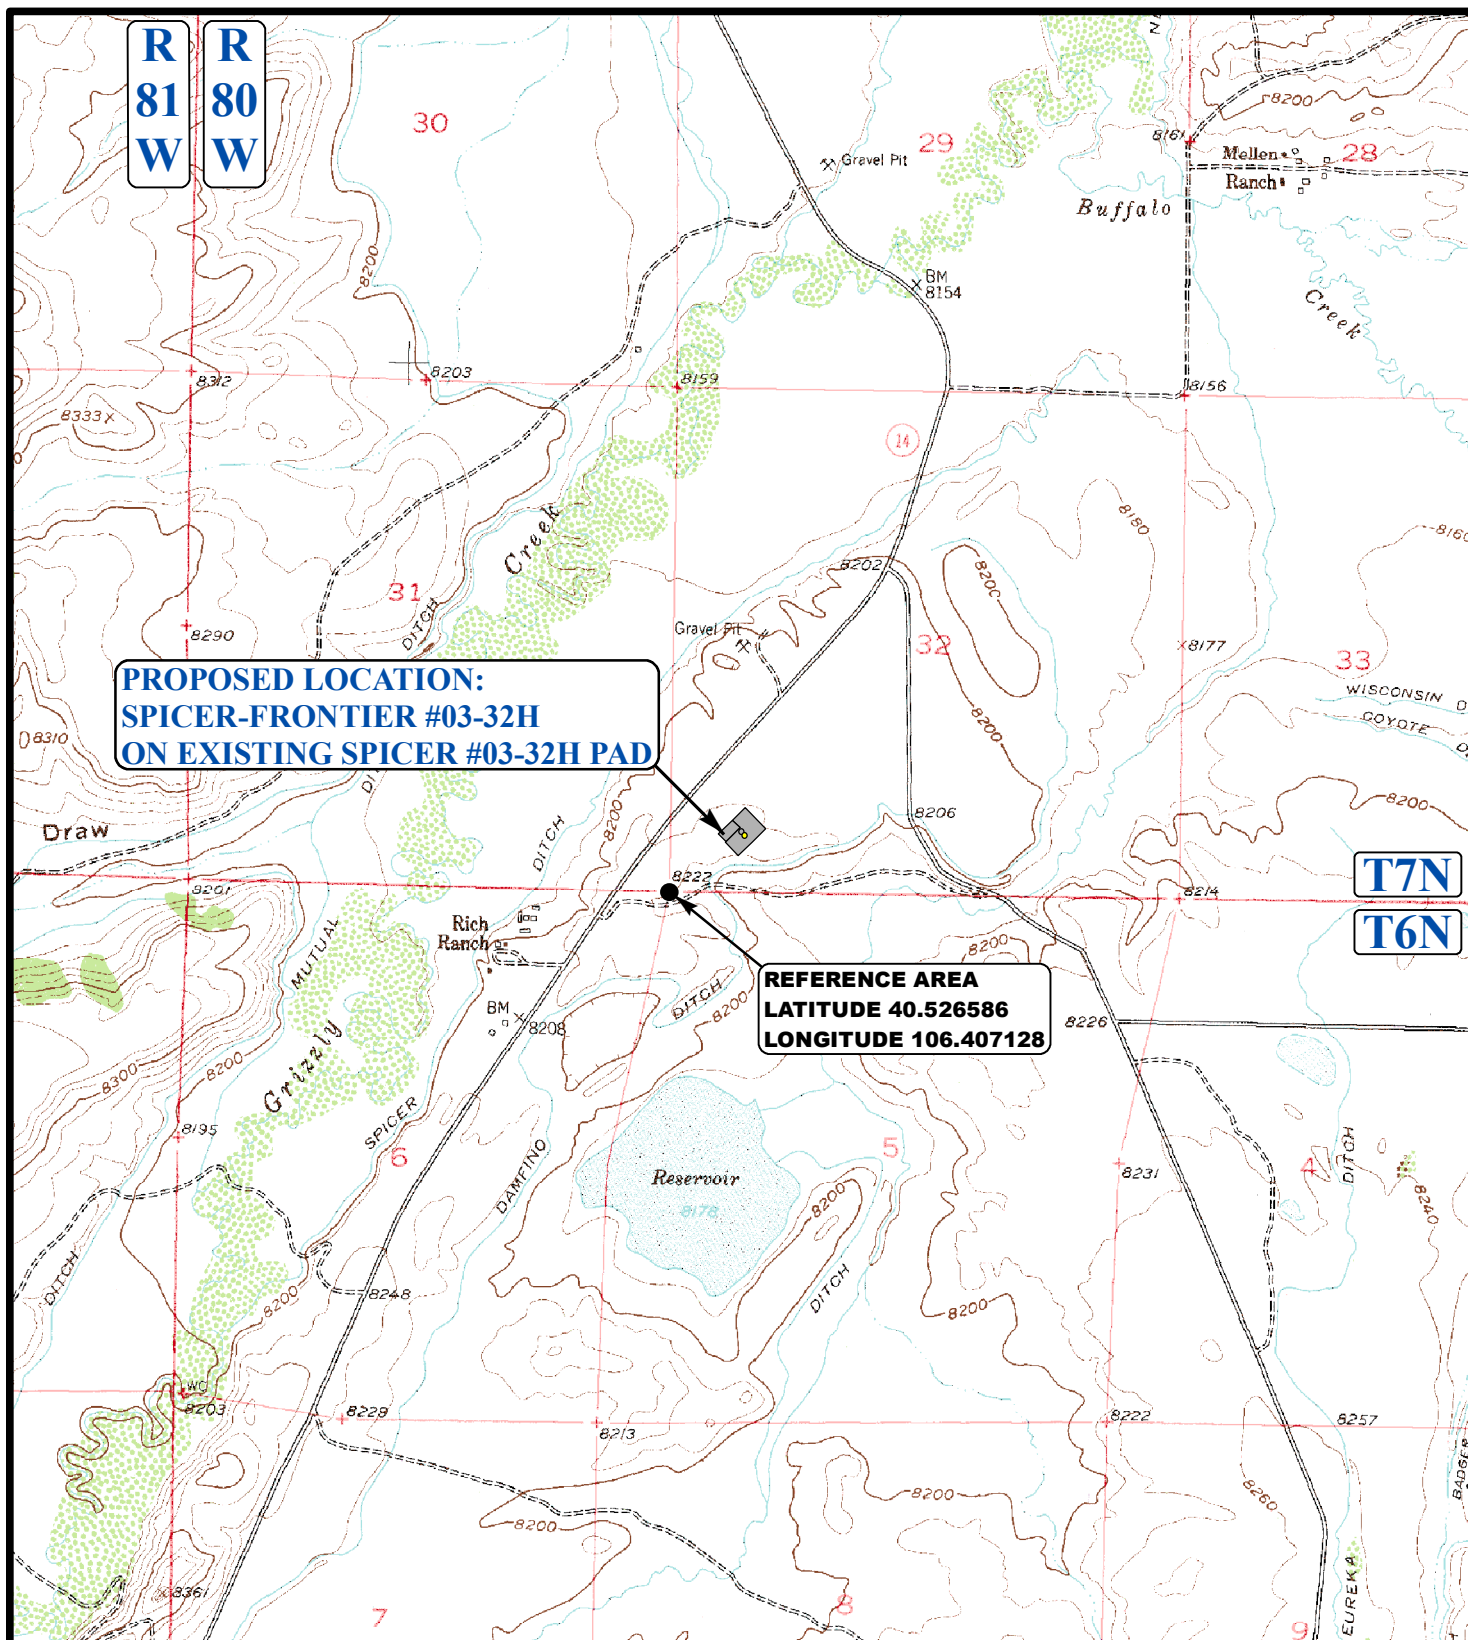 R
81
W
R
80
W
30
29
28
8200
8161
Mellen
Ranch
Gravel Pit
Buffalo
8200
BM
8154
Creek
8312
8203
8159
8156
8333
14
Creek
8180
8160
8202
8200
31
DITCH
8290
Gravel Pit
32
8177
33
WISCONSIN D
COYOTE
PROPOSED LOCATION:
SPICER-FRONTIER #03-32H
ON EXISTING SPICER #03-32H PAD
8310
8200
8200
8200
Draw
DITCH
8206
8201
8222
8214
T7N
T6N
Rich
Ranch
MUTUAL
8200
DITCH
8200
REFERENCE AREA
LATITUDE 40.526586
LONGITUDE 106.407128
BM
8208
8226
Grizzly
8300
8200
8195
SPICER
6
DAMFINO
5
Reservoir
8178
8200
8231
4
DITCH
8240
DITCH
8248
8200
DITCH
8200
WC
8203
8229
8213
8222
8257
8200
8200
8260
BADGER
8361
7
8
9
EUREKA